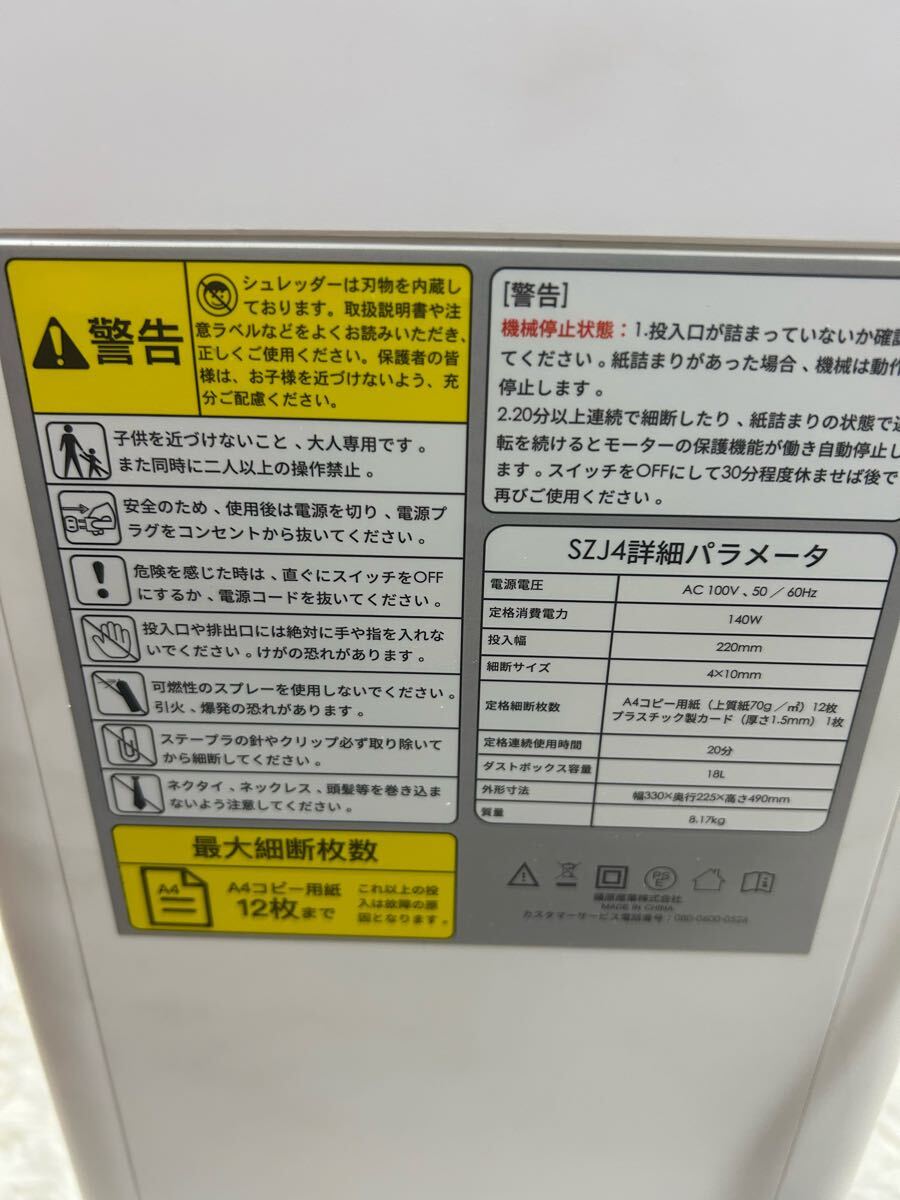 警告
シュレッダーは刃物を内蔵し
ております。取扱説明書や注
意ラベルなどをよくお読みいただき、
正しくご使用ください。保護者の皆
様は、お子様を近づけないよう、充
分ご配慮ください。
子供を近づけないこと、大人専用です。
また同時に二人以上の操作禁止。
安全のため、使用後は電源を切り、電源プ
ラグをコンセントから抜いてください。
危険を感じた時は、直ぐにスイッチをOFF
にするか、電源コードを抜いてください。
投入口や排出口には絶対に手や指を入れな
いでください。けがの恐れがあります。
可燃性のスプレーを使用しないでください。
引火、爆発の恐れがあります。
ステープラの針やクリップ必ず取り除いて
から細断してください。
ネクタイ、ネックレス、頭髪等を巻き込ま
ないよう注意してください。
最大細断枚数
A4
A4コピー用紙
12枚まで
これ以上の投
入は故障の原
因となります。
[警告]
機械停止状態：1.投入口が詰まっていないか確認
てください。紙詰まりがあった場合、機械は動作
停止します。
2.20分以上連続で細断したり、紙詰まりの状態で
転を続けるとモーターの保護機能が働き自動停止し
ます。スイッチをOFFにして30分程度休ませば後で
再びご使用ください。
SZJ4詳細パラメータ
電源電圧 AC 100V、50／60Hz
定格消費電力 140W
投入幅 220mm
細断サイズ 4×10mm
定格細断枚数 A4コピー用紙（上質紙70g／㎡）12枚
プラスチック製カード（厚さ1.5mm）1枚
定格連続使用時間 20分
ダストボックス容量 18L
外形寸法 幅330×奥行225×高さ490mm
質量 8.17kg
PSE
産業株式会社
MADE IN CHINA
カスタマーサービス電話番号：080-0600-0524